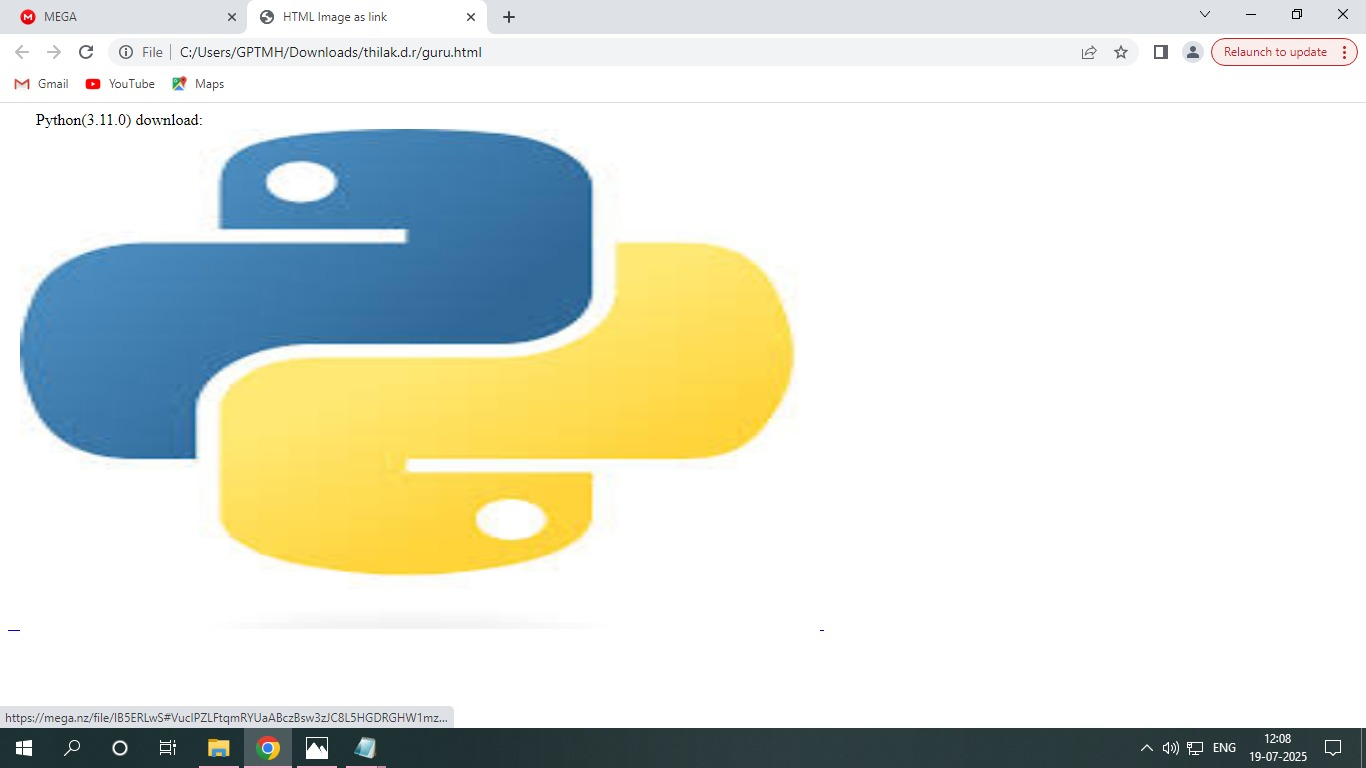 MEGA
HTML Image as link
File
C:/Users/GPTMH/Downloads/thilak.d.r/guru.html
Relaunch to update
Gmail
YouTube
Maps
Python(3.11.0) download:
https://mega.nz/file/IB5ERLwS#VucIPZLFtqmRYUaABczBsw3zJC8L5HGDRGHW1mz...
ENG
12:08
19-07-2025